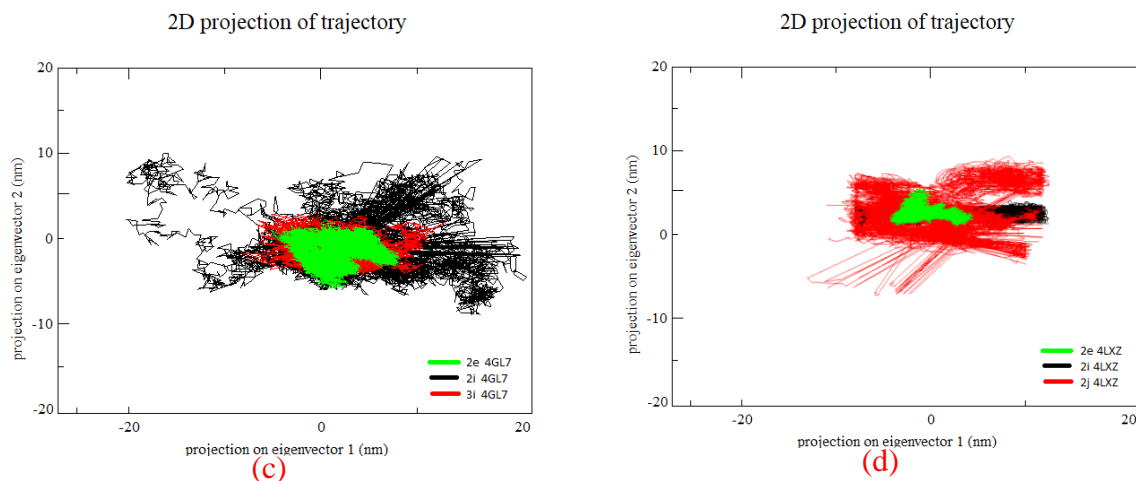 2D projection of trajectory
20
10
0
-10
-20
projection on eigenvector 2 (nm)
2e 4GL7
2i 4GL7
3i 4GL7
-20
0
20
projection on eigenvector 1 (nm)
(c)
2D projection of trajectory
20
10
0
-10
-20
projection on eigenvector 2 (nm)
2e 4LXZ
2i 4LXZ
2j 4LXZ
-20
0
20
projection on eigenvector 1 (nm)
(d)